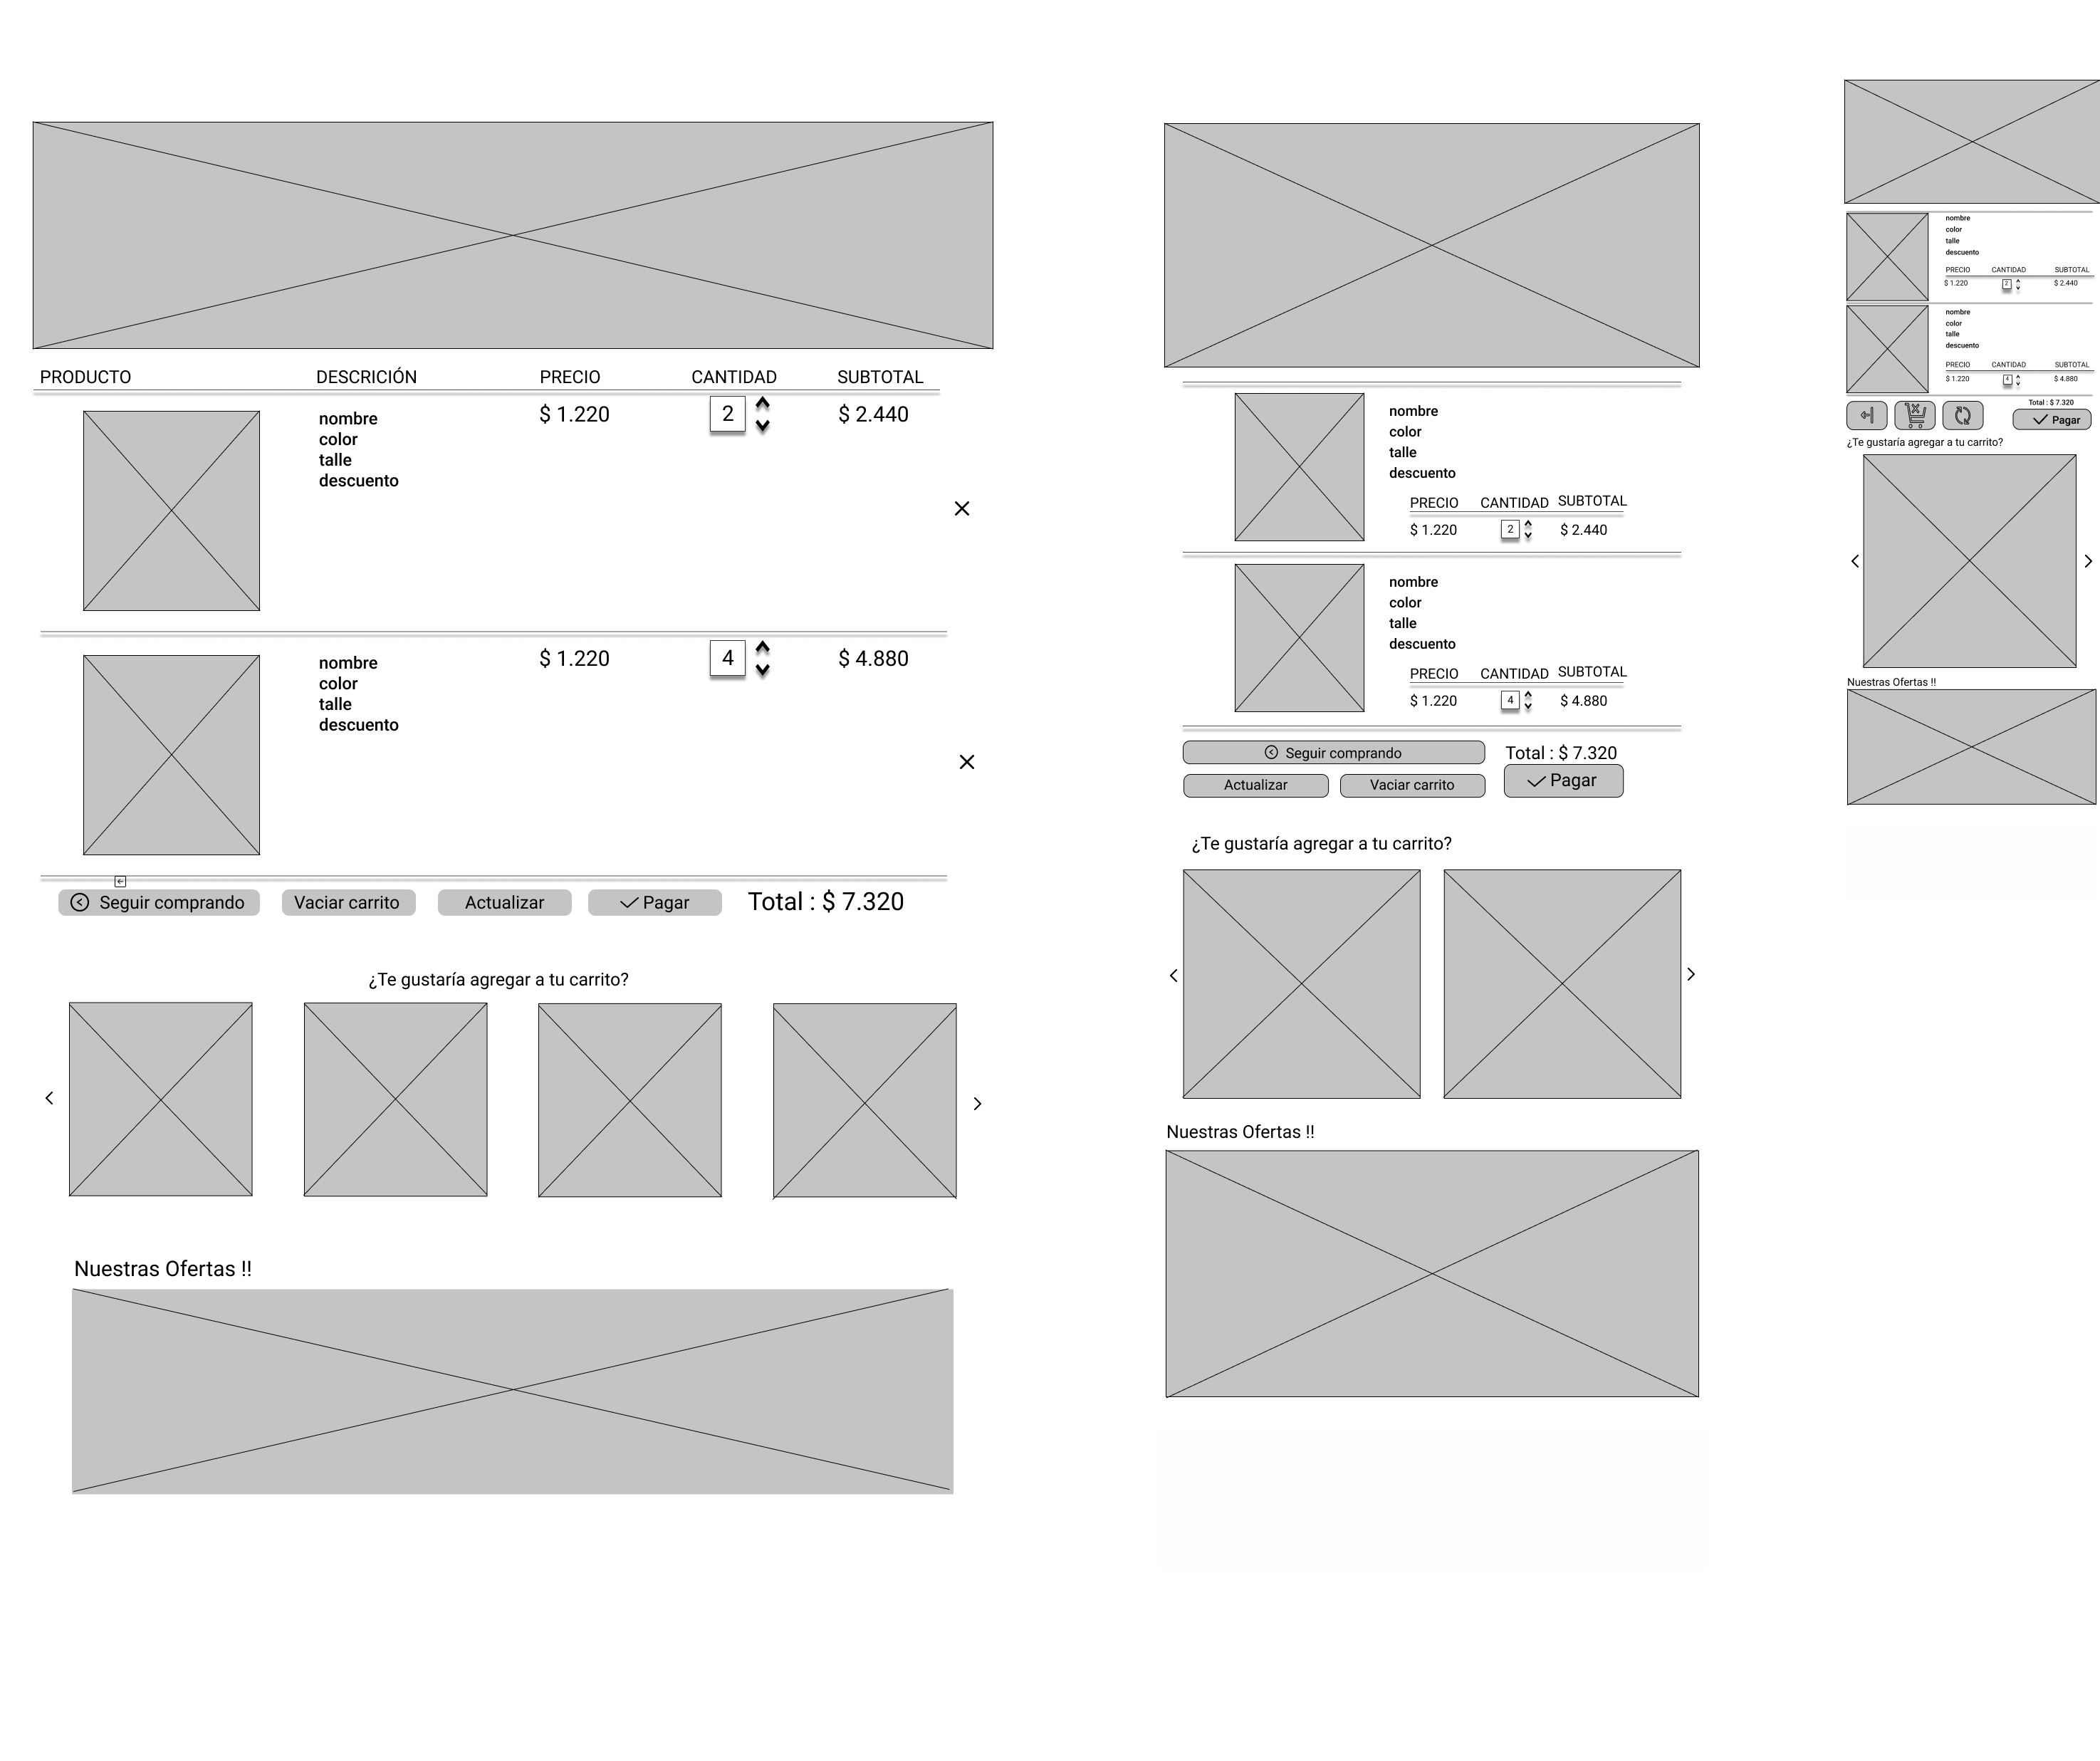 PRODUCTO DESCRICIÓN PRECIO CANTIDAD SUBTOTAL
nombre $ 1.220 2 $ 2.440
color
talle
descuento
nombre $ 1.220 4 $ 4.880
color
talle
descuento
Seguir comprando Vaciar carrito Actualizar Pagar Total : $ 7.320
¿Te gustaría agregar a tu carrito?
Nuestras Ofertas !!
nombre
color
talle
descuento
PRECIO CANTIDAD SUBTOTAL
$ 1.220 2 $ 2.440
nombre
color
talle
descuento
PRECIO CANTIDAD SUBTOTAL
$ 1.220 4 $ 4.880
Seguir comprando Total : $ 7.320
Actualizar Vaciar carrito Pagar
¿Te gustaría agregar a tu carrito?
Nuestras Ofertas !!
nombre
color
talle
descuento
PRECIO CANTIDAD SUBTOTAL
$ 1.220 2 $ 2.440
nombre
color
talle
descuento
PRECIO CANTIDAD SUBTOTAL
$ 1.220 4 $ 4.880
Total : $ 7.320
Pagar
¿Te gustaría agregar a tu carrito?
Nuestras Ofertas !!